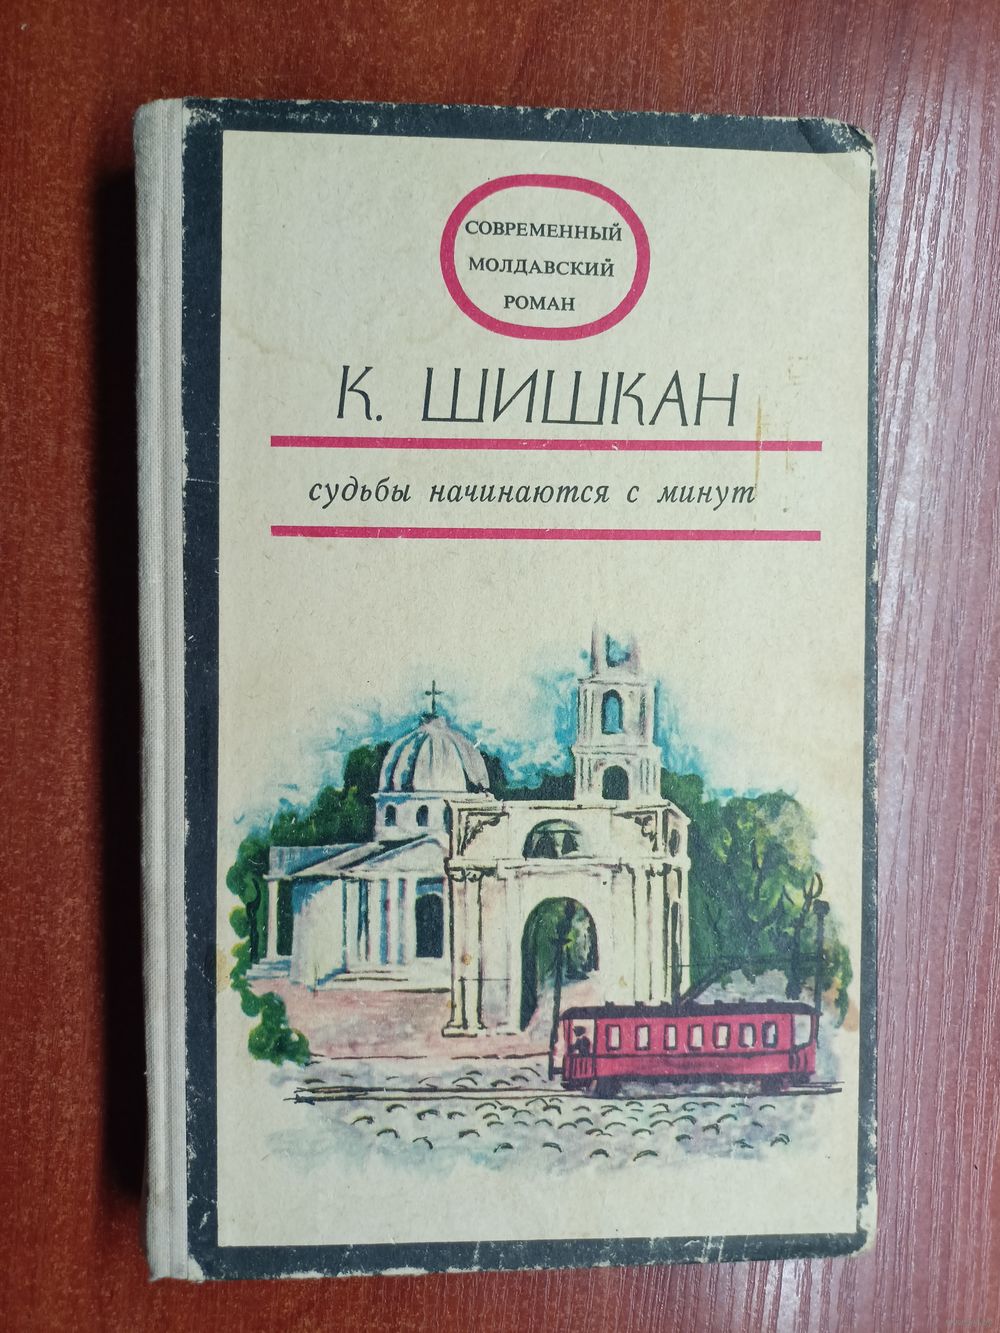 СОВРЕМЕННЫЙ
МОЛДАВСКИЙ
РОМАН
К. ШИШКАН
судьбы начинаются с минут